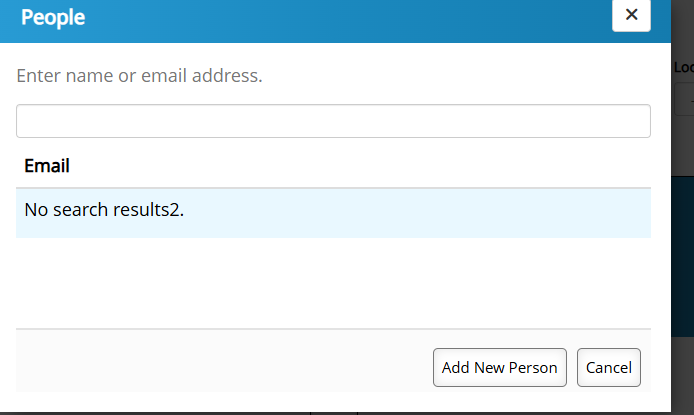 People
Enter name or email address.
Email
No search results2.
Add New Person
Cancel